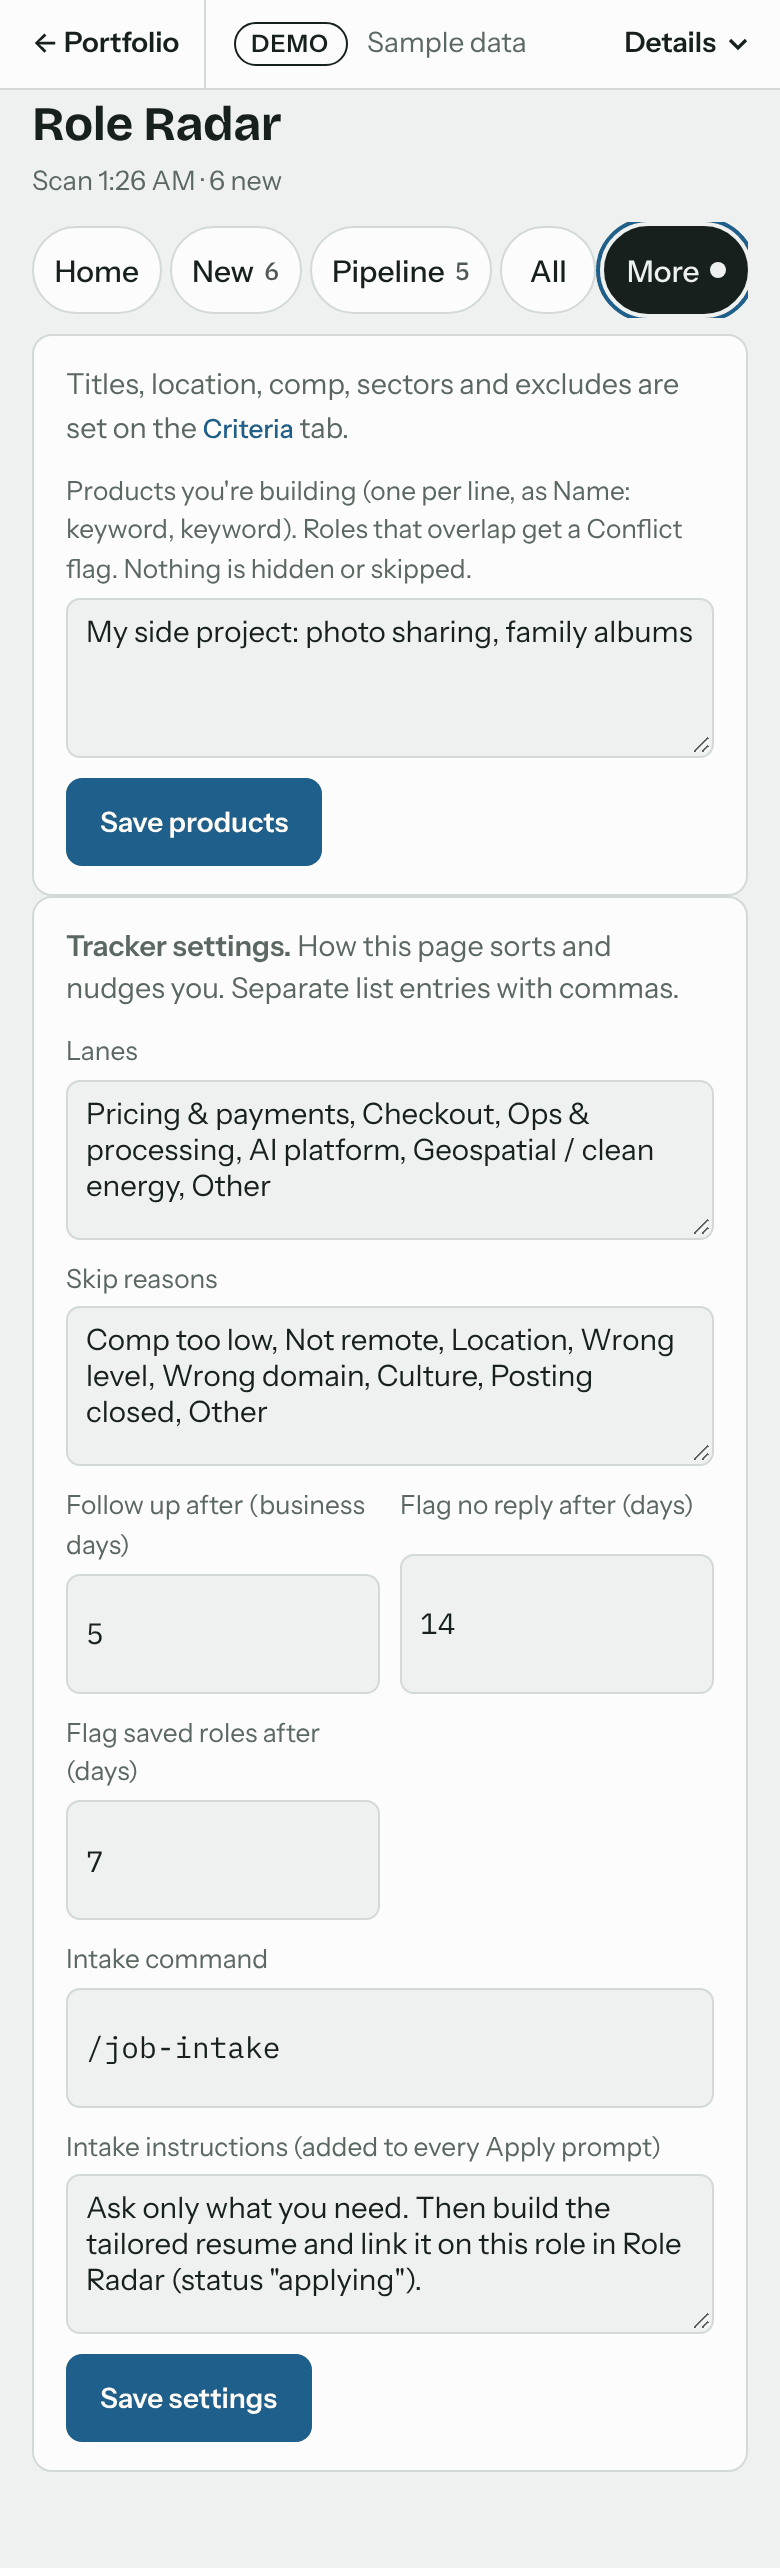 ← Portfolio
DEMO
Sample data
Details
Role Radar
Scan 1:26 AM · 6 new
Home
New 6
Pipeline 5
All
More
Titles, location, comp, sectors and excludes are
set on the Criteria tab.
Products you're building (one per line, as Name:
keyword, keyword). Roles that overlap get a Conflict
flag. Nothing is hidden or skipped.
My side project: photo sharing, family albums
Save products
Tracker settings. How this page sorts and
nudges you. Separate list entries with commas.
Lanes
Pricing & payments, Checkout, Ops &
processing, AI platform, Geospatial / clean
energy, Other
Skip reasons
Comp too low, Not remote, Location, Wrong
level, Wrong domain, Culture, Posting
closed, Other
Follow up after (business
days)
5
Flag no reply after (days)
14
Flag saved roles after
(days)
7
Intake command
/job-intake
Intake instructions (added to every Apply prompt)
Ask only what you need. Then build the
tailored resume and link it on this role in Role
Radar (status "applying").
Save settings